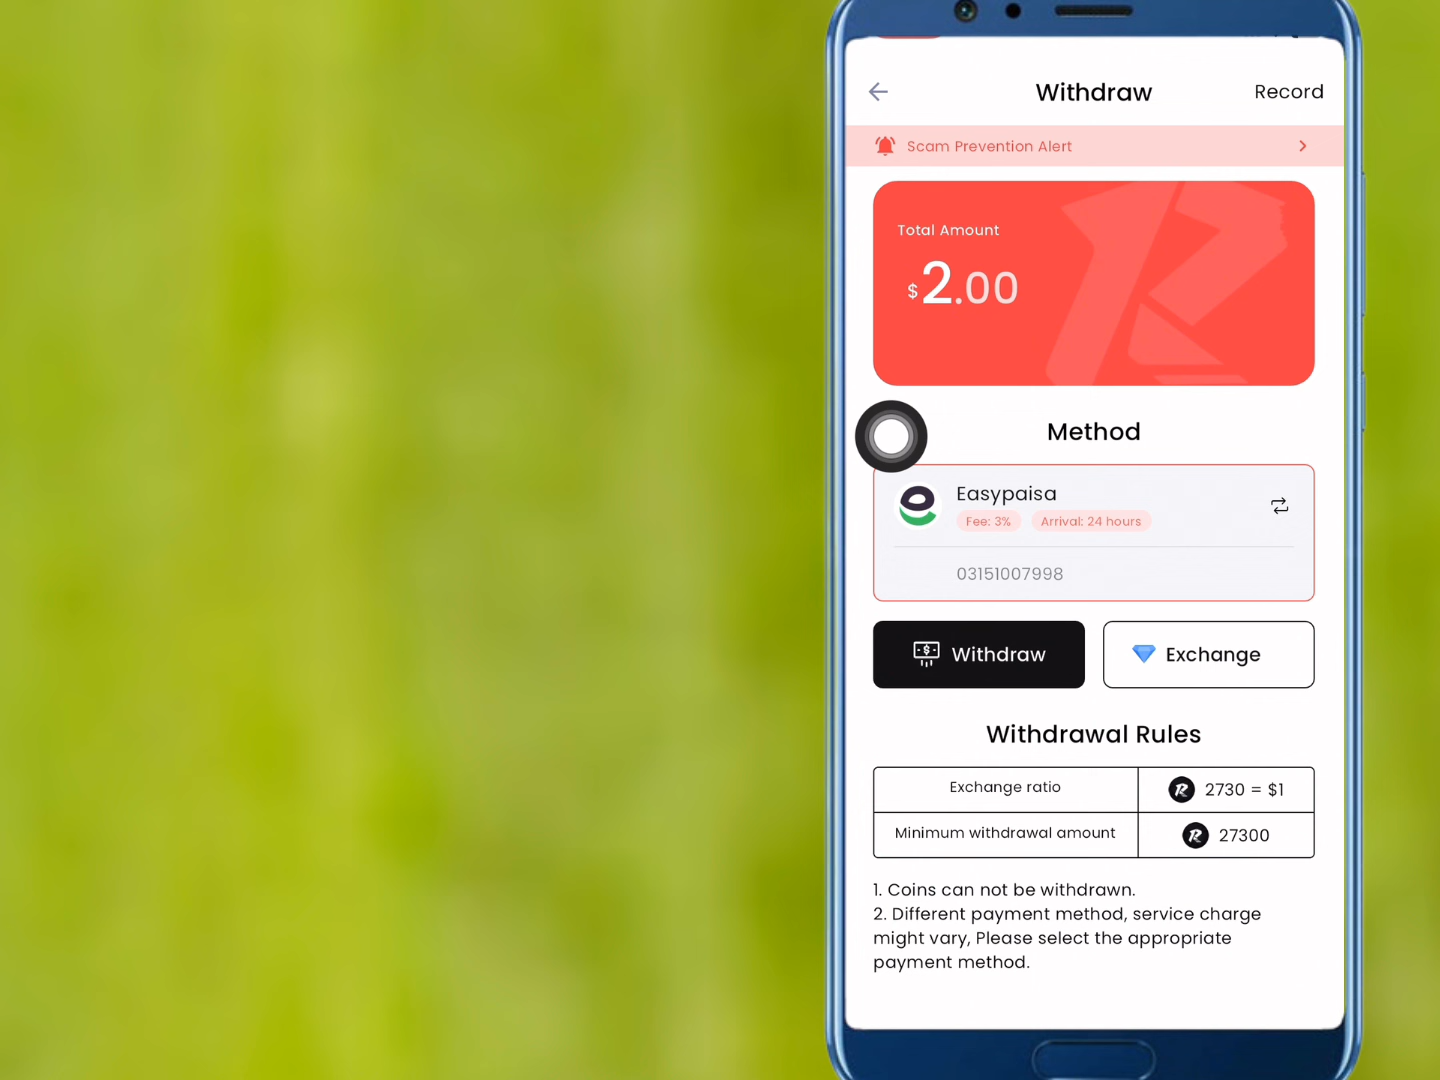 Withdraw
Record
Scam Prevention Alert
Total Amount
$2.00
Method
Easypaisa
Fee: 3%
Arrival: 24 hours
03151007998
Withdraw
Exchange
Withdrawal Rules
Exchange ratio
R 2730 = $1
Minimum withdrawal amount
R 27300
1. Coins can not be withdrawn.
2. Different payment method, service charge
might vary, Please select the appropriate
payment method.